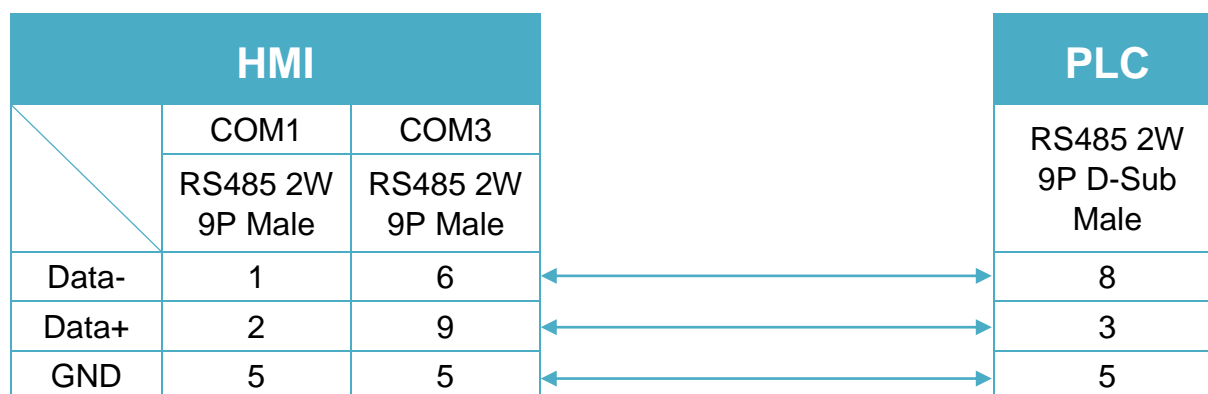 HMI
PLC
COM1 COM3
RS485 2W
9P Male
RS485 2W
9P Male
RS485 2W
9P D-Sub
Male
Data- 1 6 8
Data+ 2 9 3
GND 5 5 5